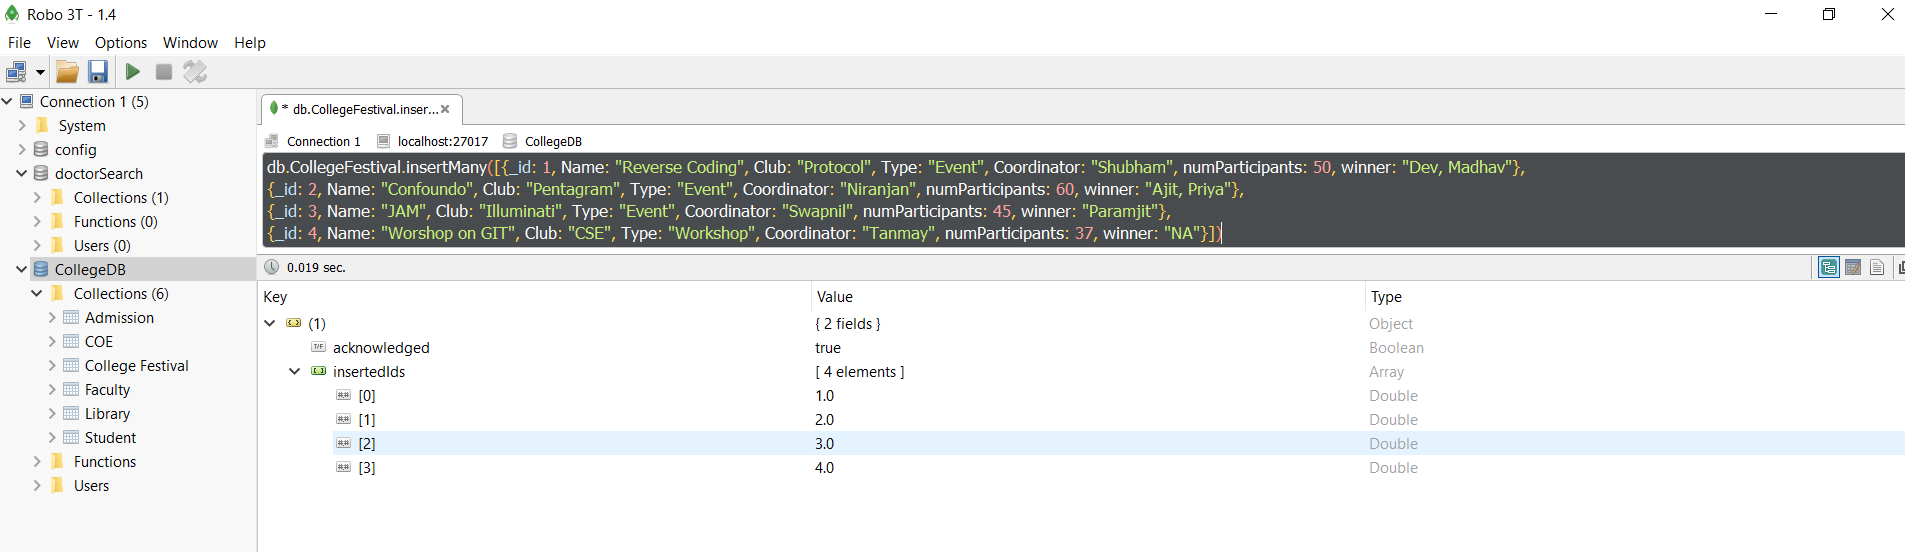 Robo 3T - 1.4
File View Options Window Help
Connection 1 (5)
System
config
doctorSearch
Collections (1)
Functions (0)
Users (0)
CollegeDB
Collections (6)
Admission
COE
College Festival
Faculty
Library
Student
Functions
Users
* db.CollegeFestival.inser...
Connection 1 localhost:27017 CollegeDB
db.CollegeFestival.insertMany([{_id: 1, Name: "Reverse Coding", Club: "Protocol", Type: "Event", Coordinator: "Shubham", numParticipants: 50, winner: "Dev, Madhav"},
{_id: 2, Name: "Confoundo", Club: "Pentagram", Type: "Event", Coordinator: "Niranjan", numParticipants: 60, winner: "Ajit, Priya"},
{_id: 3, Name: "JAM", Club: "Illuminati", Type: "Event", Coordinator: "Swapnil", numParticipants: 45, winner: "Paramjit"},
{_id: 4, Name: "Worshop on GIT", Club: "CSE", Type: "Workshop", Coordinator: "Tanmay", numParticipants: 37, winner: "NA"}])
0.019 sec.
Key Value Type
(1) { 2 fields } Object
acknowledged true Boolean
insertedIds [ 4 elements ] Array
[0] 1.0 Double
[1] 2.0 Double
[2] 3.0 Double
[3] 4.0 Double